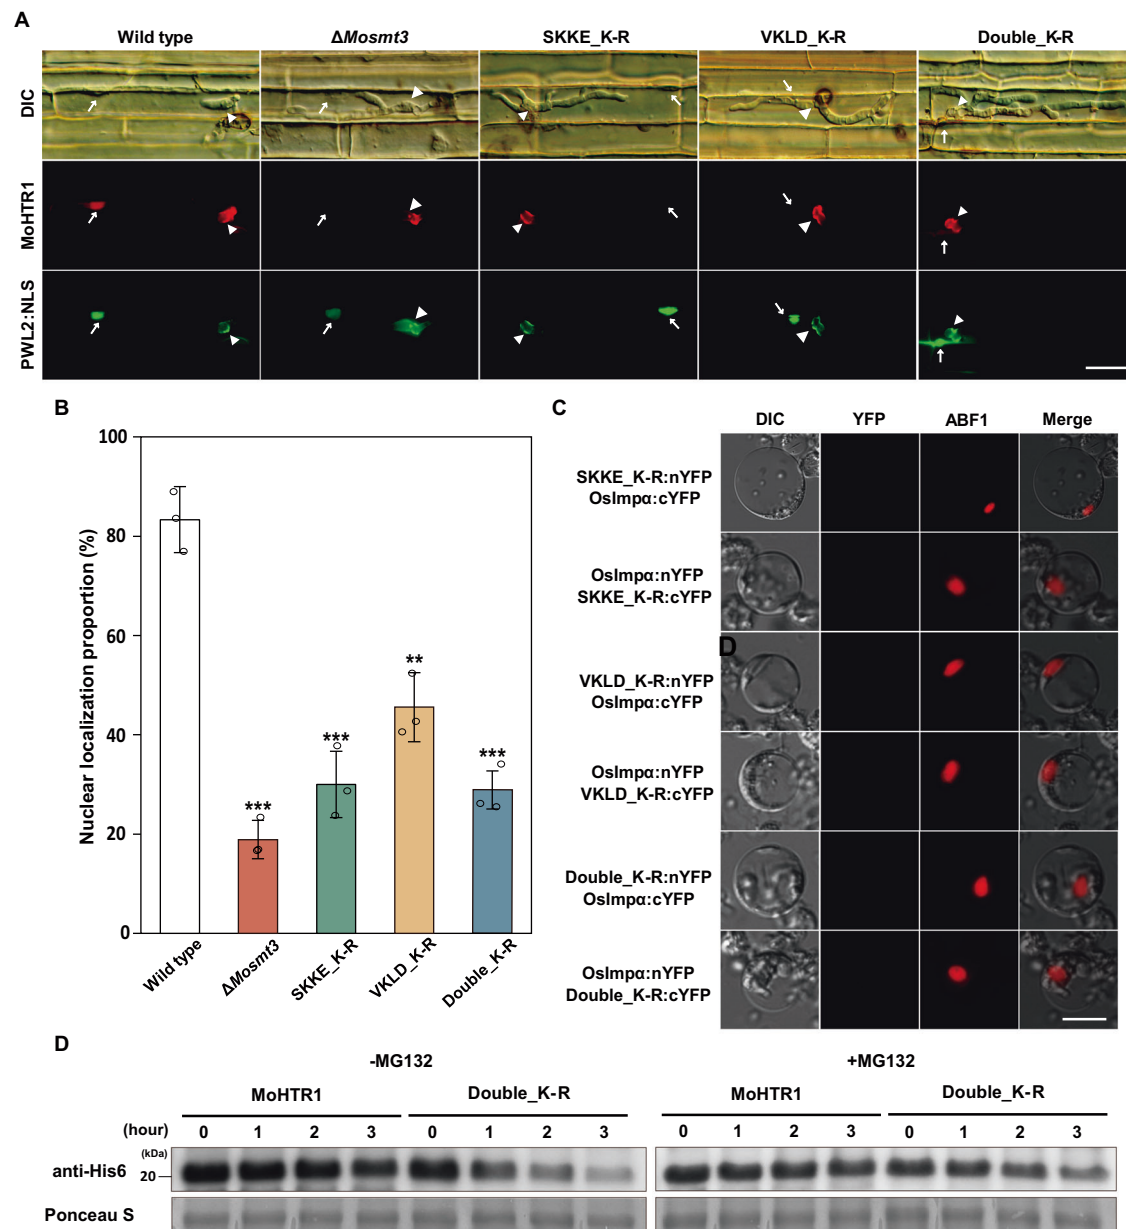 A
Wild type ΔMosmt3 SKKE_K-R VKLD_K-R Double_K-R
DIC
MoHTR1
PWL2:NLS
B
Nuclear localization proportion (%)
100
80
60
40
20
0
***
***
**
***
Wild type
ΔMosmt3
SKKE_K-R
VKLD_K-R
Double_K-R
C
DIC YFP ABF1 Merge
SKKE_K-R:nYFP
OsImpα:cYFP
OsImpα:nYFP
SKKE_K-R:cYFP
D
VKLD_K-R:nYFP
OsImpα:cYFP
OsImpα:nYFP
VKLD_K-R:cYFP
Double_K-R:nYFP
OsImpα:cYFP
OsImpα:nYFP
Double_K-R:cYFP
D
-MG132 +MG132
MoHTR1 Double_K-R MoHTR1 Double_K-R
(hour) 0 1 2 3 0 1 2 3 0 1 2 3 0 1 2 3
(kDa)
anti-His6 20
Ponceau S